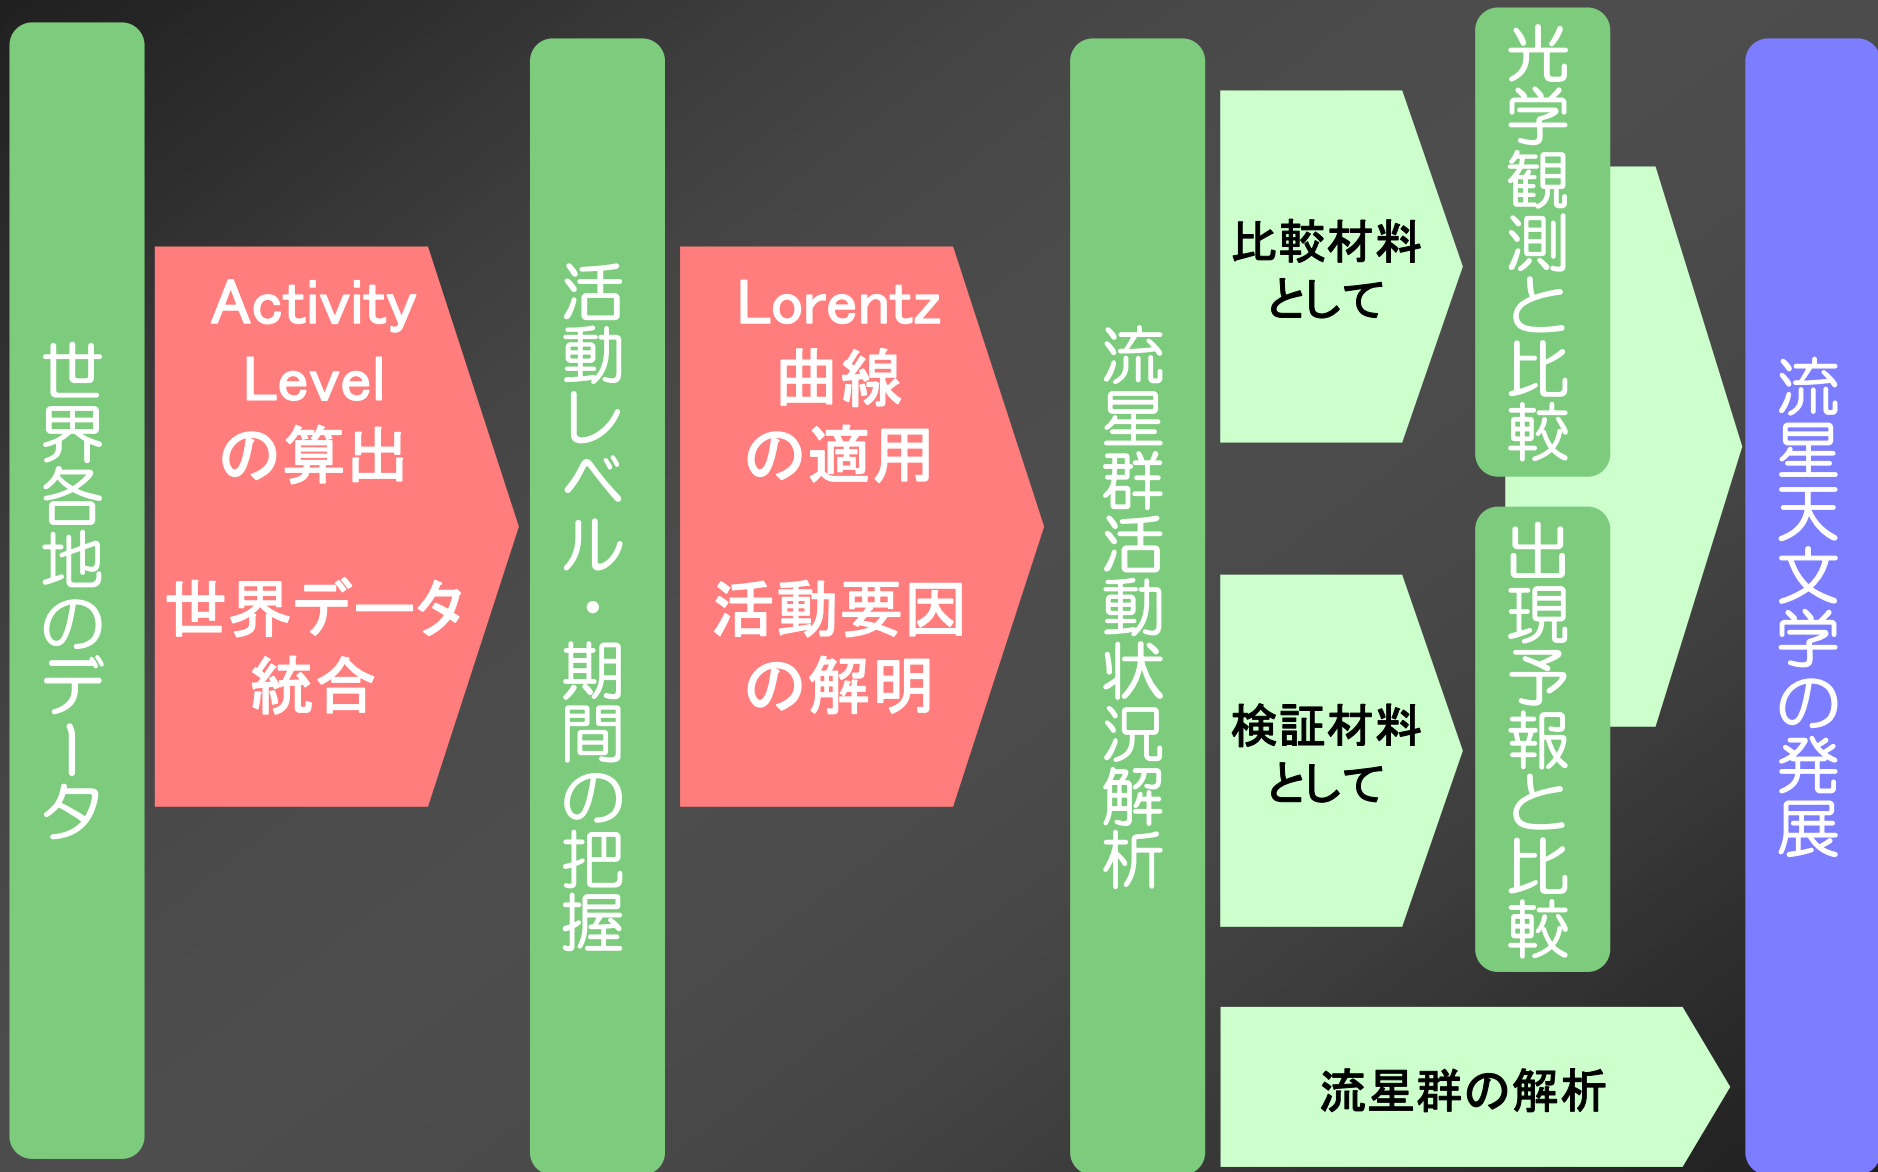 世界各地のデータ
Activity
Level
の算出
世界データ
統合
活動レベル・期間の把握
Lorentz
曲線
の適用
活動要因
の解明
流星群活動状況解析
比較材料
として
光学観測と比較
検証材料
として
出現予報と比較
流星群の解析
流星天文学の発展